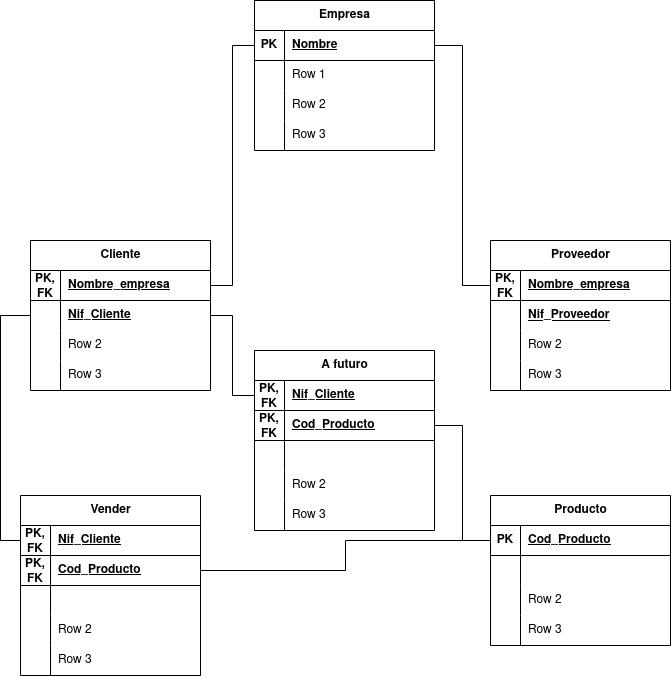 Empresa
PK Nombre
Row 1
Row 2
Row 3
Cliente
PK, FK Nombre_empresa
Nif_Cliente
Row 2
Row 3
Proveedor
PK, FK Nombre_empresa
Nif_Proveedor
Row 2
Row 3
A futuro
PK, FK Nif_Cliente
PK, FK Cod_Producto
Row 2
Row 3
Vender
PK, FK Nif_Cliente
PK, FK Cod_Producto
Row 2
Row 3
Producto
PK Cod_Producto
Row 2
Row 3